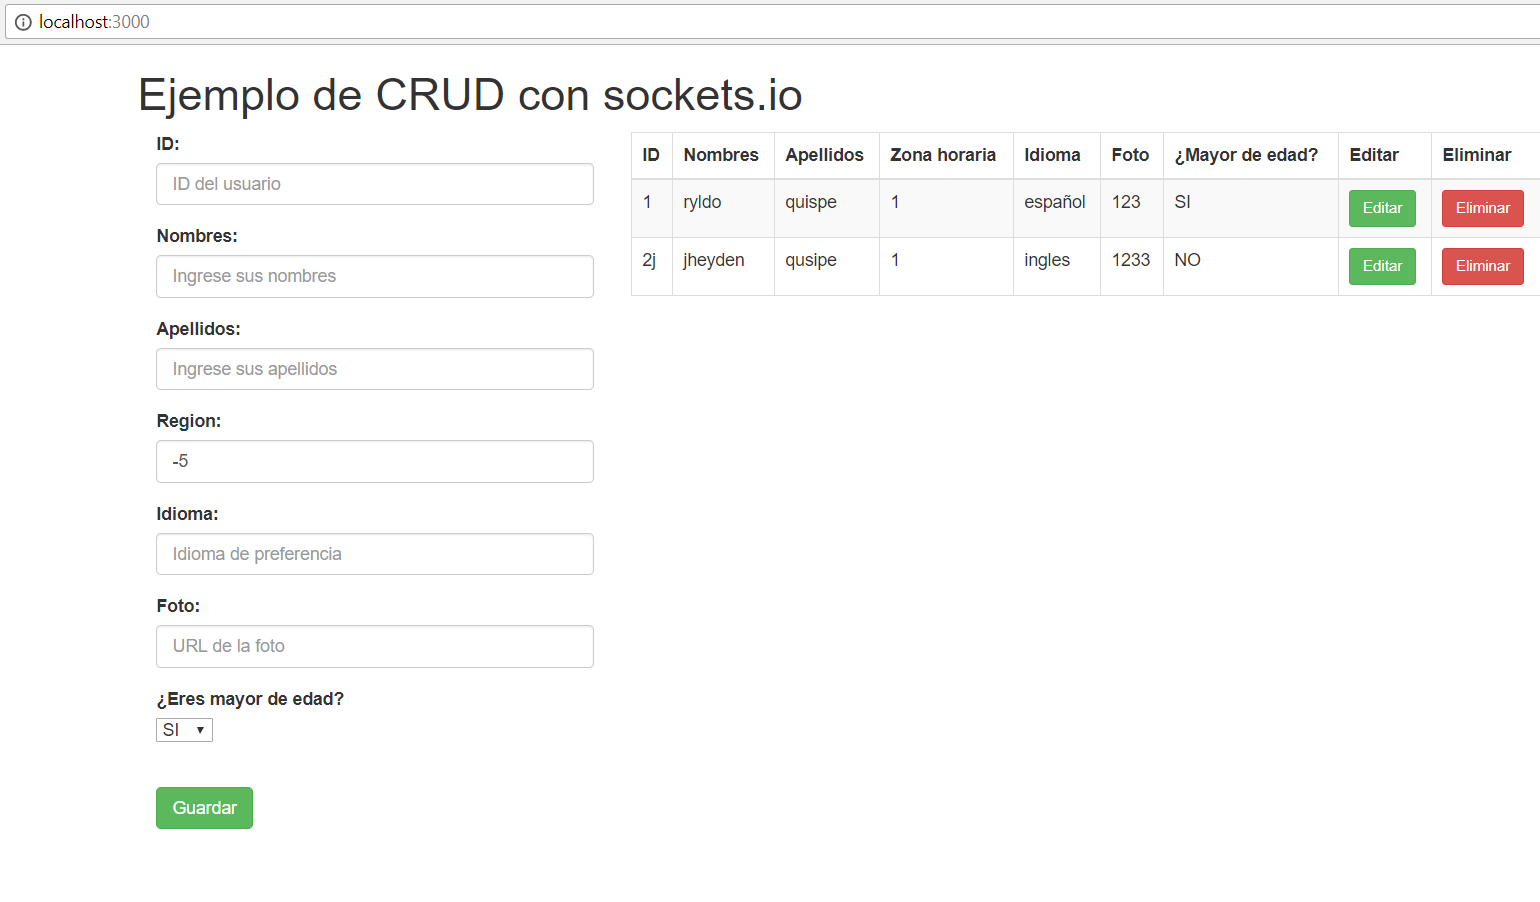 localhost:3000
Ejemplo de CRUD con sockets.io
ID:
ID del usuario
Nombres:
Ingrese sus nombres
Apellidos:
Ingrese sus apellidos
Region:
-5
Idioma:
Idioma de preferencia
Foto:
URL de la foto
¿Eres mayor de edad?
SI
Guardar
ID Nombres Apellidos Zona horaria Idioma Foto ¿Mayor de edad? Editar Eliminar
1 ryldo quispe 1 español 123 SI Editar Eliminar
2j jheyden qusipe 1 ingles 1233 NO Editar Eliminar